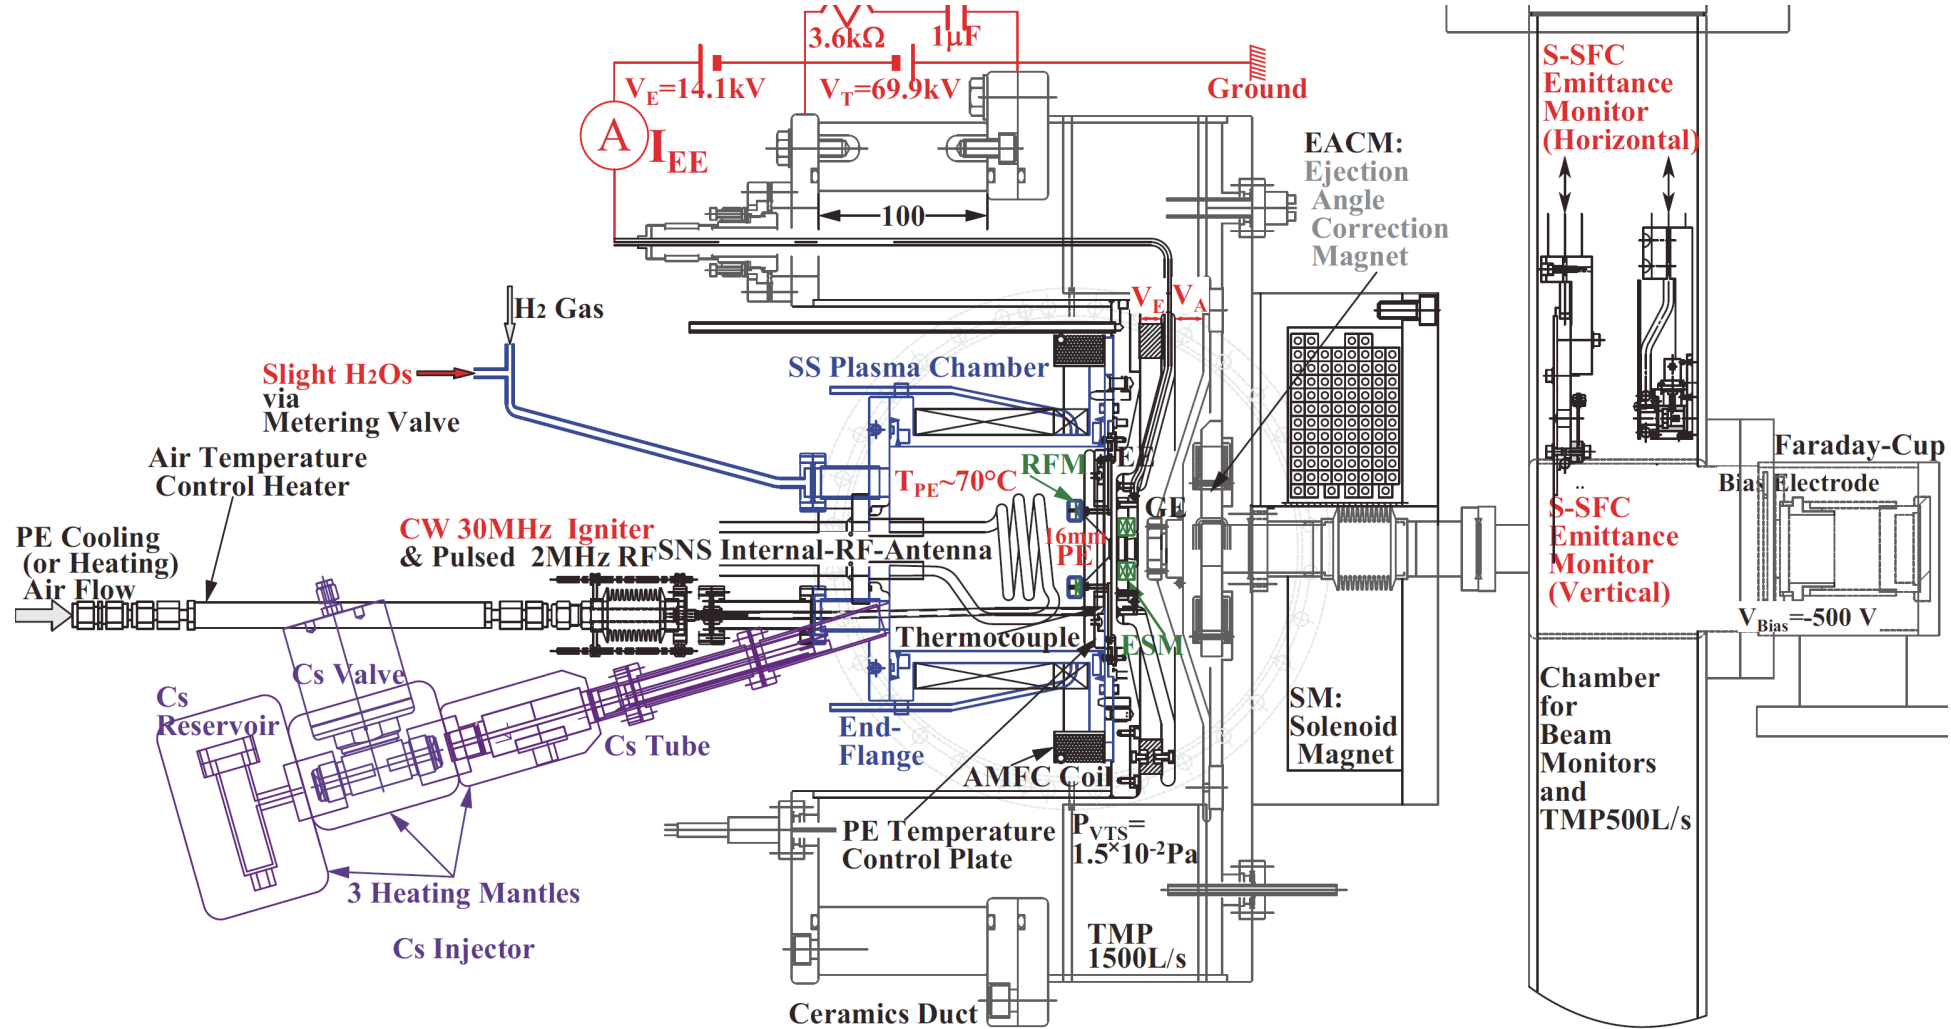 3.6kΩ
1µF
V_E=14.1kV
V_T=69.9kV
Ground
A
I_EE
100
EACM:
Ejection
Angle
Correction
Magnet
S-SFC
Emittance
Monitor
(Horizontal)
H2 Gas
V_E
V_A
Slight H2Os
via
Metering Valve
SS Plasma Chamber
Air Temperature
Control Heater
RFM
EE
T_PE~70°C
GE
Faraday-Cup
Bias Electrode
S-SFC
Emittance
Monitor
(Vertical)
PE Cooling
(or Heating)
Air Flow
CW 30MHz Igniter
& Pulsed 2MHz RF
SNS Internal-RF-Antenna
16mm
PE
Thermocouple
ESM
V_Bias=-500 V
Cs Valve
Cs
Reservoir
Cs Tube
End-
Flange
SM:
Solenoid
Magnet
Chamber
for
Beam
Monitors
and
TMP500L/s
AMFC Coil
PE Temperature
Control Plate
P_VTS=
1.5×10-2Pa
3 Heating Mantles
Cs Injector
TMP
1500L/s
Ceramics Duct